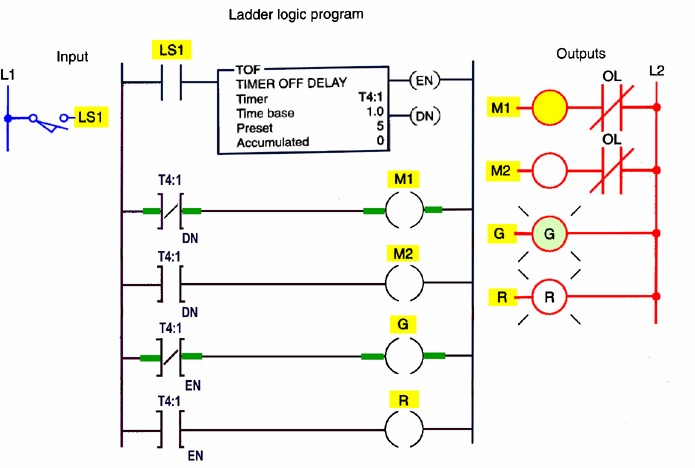 Ladder logic program
Input
L1
LS1
LS1
TOF
TIMER OFF DELAY
Timer T4:1
Time base 1.0
Preset 5
Accumulated 0
(EN)
(DN)
T4:1
DN
M1
T4:1
DN
M2
T4:1
EN
G
T4:1
EN
R
Outputs
L2
OL
M1
OL
M2
G G
R R